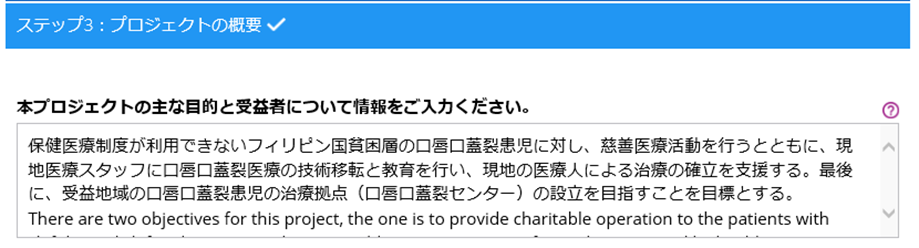 ステップ3：プロジェクトの概要
本プロジェクトの主な目的と受益者について情報をご入力ください。
保健医療制度が利用できないフィリピン国貧困層の口唇口蓋裂患児に対し、慈善医療活動を行うとともに、現
地医療スタッフに口唇口蓋裂医療の技術移転と教育を行い、現地の医療人による治療の確立を支援する。最後
に、受益地域の口唇口蓋裂患児の治療拠点（口唇口蓋裂センター）の設立を目指すことを目標とする。
There are two objectives for this project, the one is to provide charitable operation to the patients with